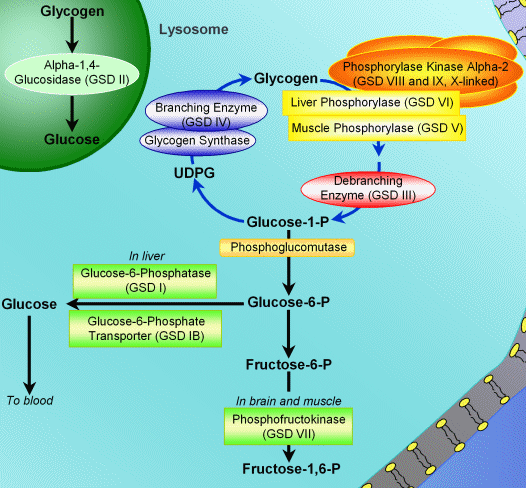 Glycogen
Lysosome
Alpha-1,4-
Glucosidase (GSD II)
Glucose
Glycogen
Phosphorylase Kinase Alpha-2
(GSD VIII and IX, X-linked)
Branching Enzyme
(GSD IV)
Glycogen Synthase
Liver Phosphorylase (GSD VI)
Muscle Phosphorylase (GSD V)
UDPG
Debranching
Enzyme (GSD III)
Glucose-1-P
Phosphoglucomutase
In liver
Glucose-6-Phosphatase
(GSD I)
Glucose
Glucose-6-P
Glucose-6-Phosphate
Transporter (GSD IB)
Fructose-6-P
To blood
In brain and muscle
Phosphofructokinase
(GSD VII)
Fructose-1,6-P